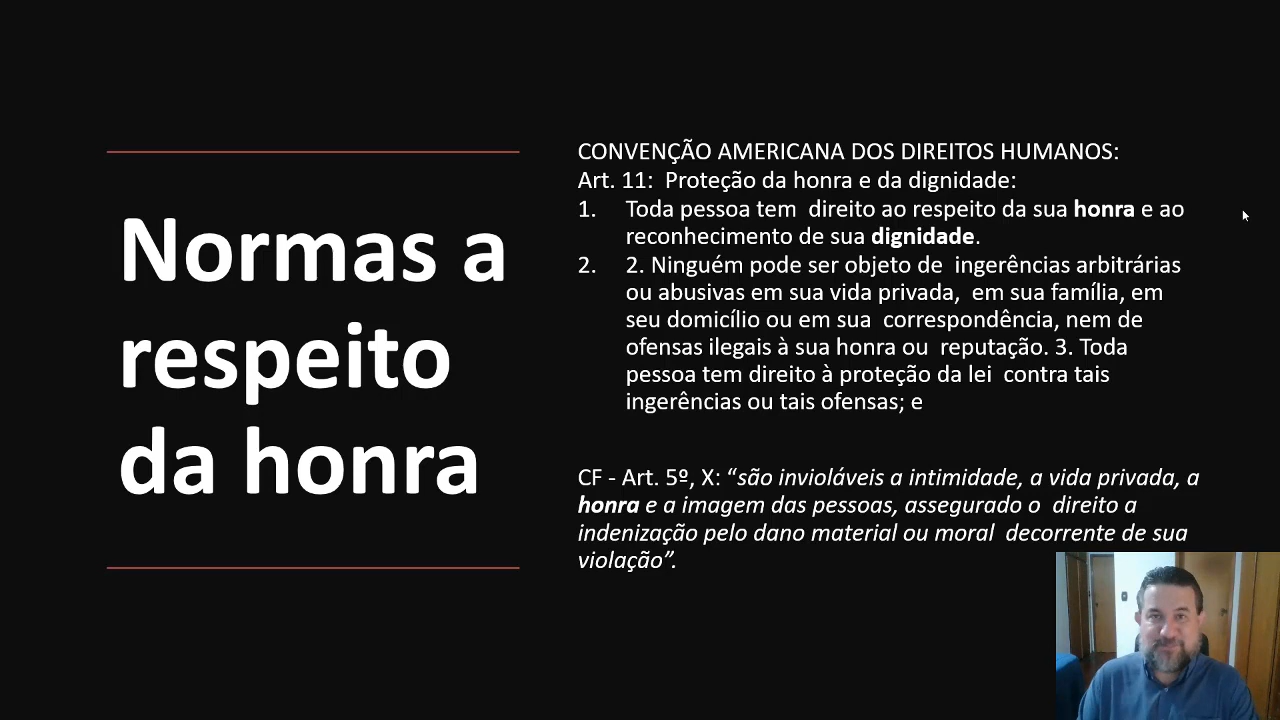 Normas a
respeito
da honra
CONVENÇÃO AMERICANA DOS DIREITOS HUMANOS:
Art. 11: Proteção da honra e da dignidade:
1. Toda pessoa tem direito ao respeito da sua honra e ao
reconhecimento de sua dignidade.
2. 2. Ninguém pode ser objeto de ingerências arbitrárias
ou abusivas em sua vida privada, em sua família, em
seu domicílio ou em sua correspondência, nem de
ofensas ilegais à sua honra ou reputação. 3. Toda
pessoa tem direito à proteção da lei contra tais
ingerências ou tais ofensas; e
CF - Art. 5º, X: “são invioláveis a intimidade, a vida privada, a
honra e a imagem das pessoas, assegurado o direito a
indenização pelo dano material ou moral decorrente de sua
violação”.